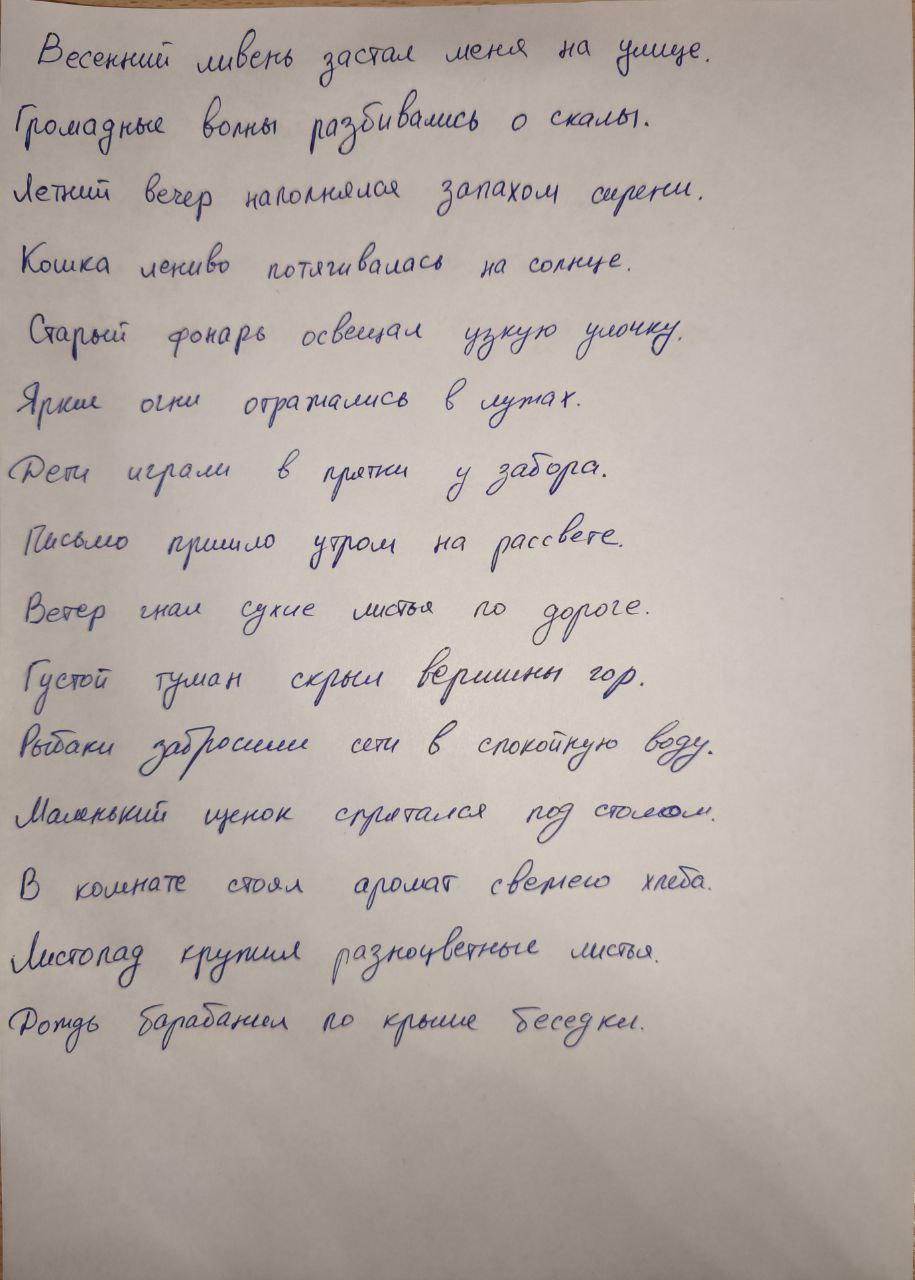 Весенний ливень застал меня на улице.
Громадные волны разбивались о скалы.
Летний вечер наполнялся запахом сирени.
Кошка лениво потягивалась на солнце.
Старый фонарь освещал узкую улочку.
Яркие огни отражались в лужах.
Дети играли в прятки у забора.
Письмо пришло утром на рассвете.
Ветер гнал сухие листья по дороге.
Густой туман скрыл вершины гор.
Рыбаки забросили сети в спокойную воду.
Маленький щенок спрятался под столом.
В комнате стоял аромат свежего хлеба.
Листопад кружил разноцветные листья.
Дождь барабанил по крыше беседки.